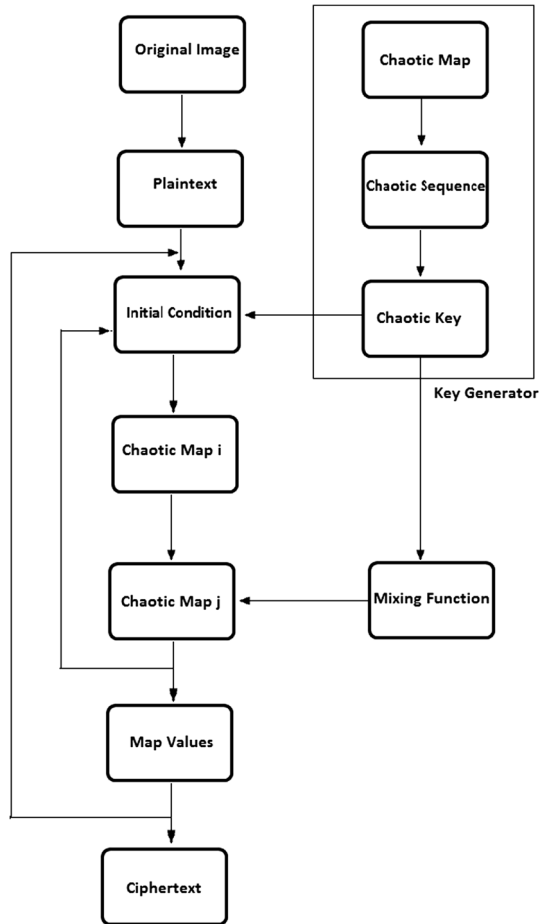 Original Image
Chaotic Map
Plaintext
Chaotic Sequence
Initial Condition
Chaotic Key
Key Generator
Chaotic Map i
Chaotic Map j
Mixing Function
Map Values
Ciphertext